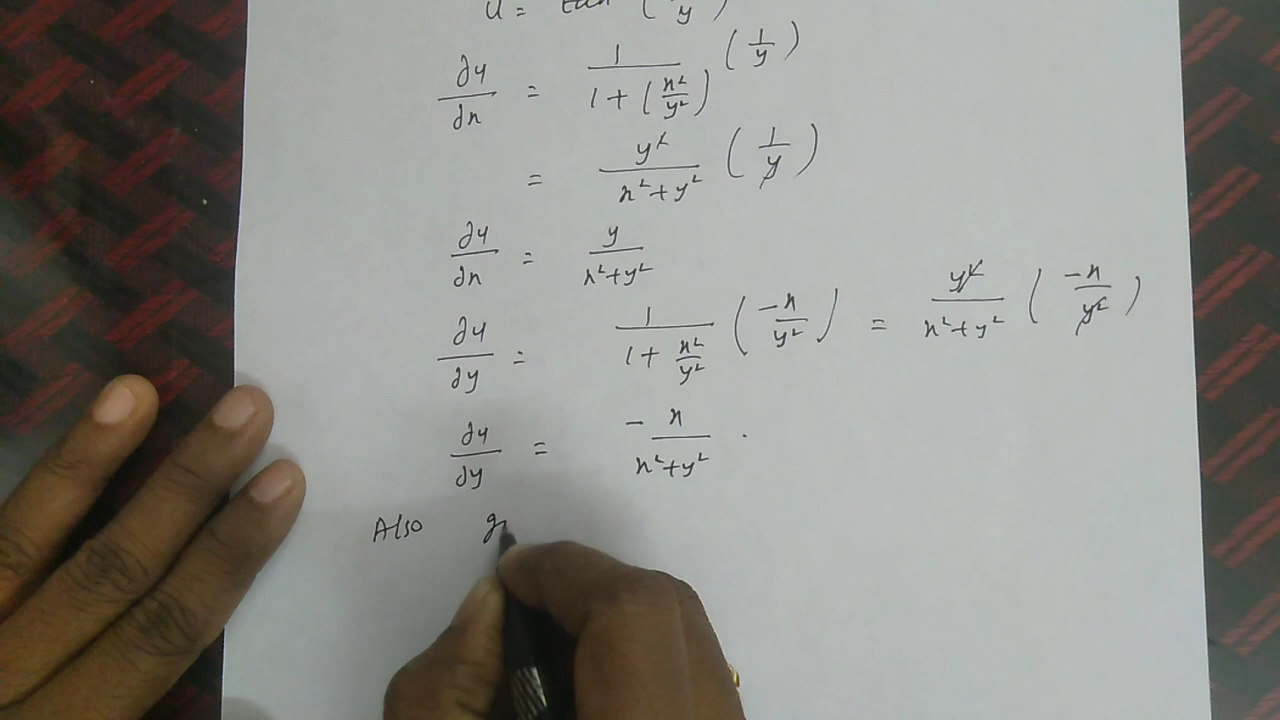 u = tan (x/y)
∂u/∂x = 1/(1 + (x²/y²)) (1/y)
= y²/(x²+y²) (1/y)
∂u/∂x = y/(x²+y²)
∂u/∂y = 1/(1 + x²/y²) (-x/y²) = y²/(x²+y²) (-x/y²)
∂u/∂y = -x/(x²+y²) .
Also g